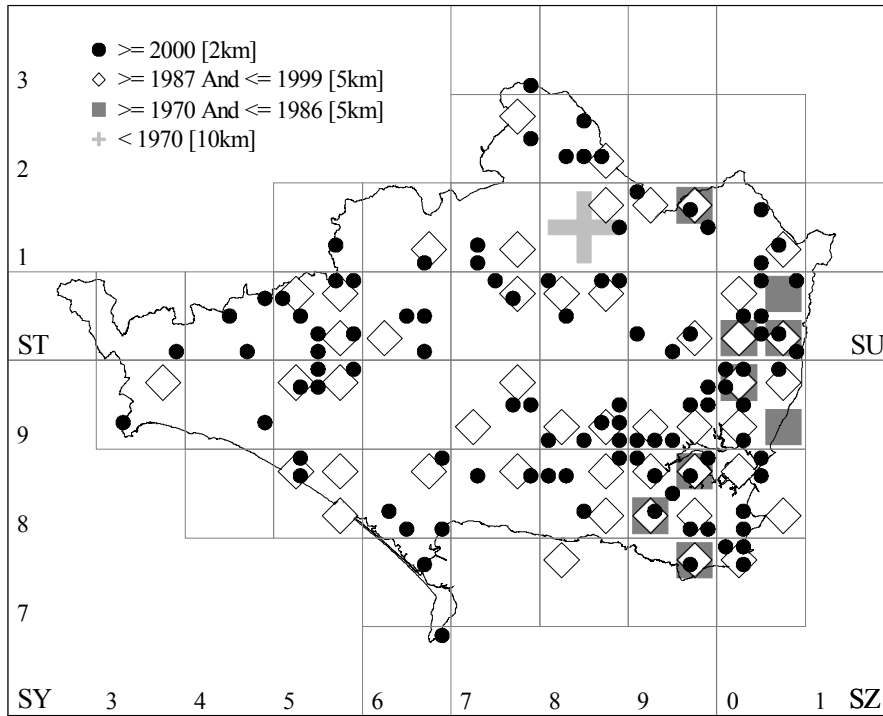 >= 2000 [2km]
>= 1987 And <= 1999 [5km]
>= 1970 And <= 1986 [5km]
< 1970 [10km]
3
2
1
ST SU
9
8
7
SY 3 4 5 6 7 8 9 0 1 SZ